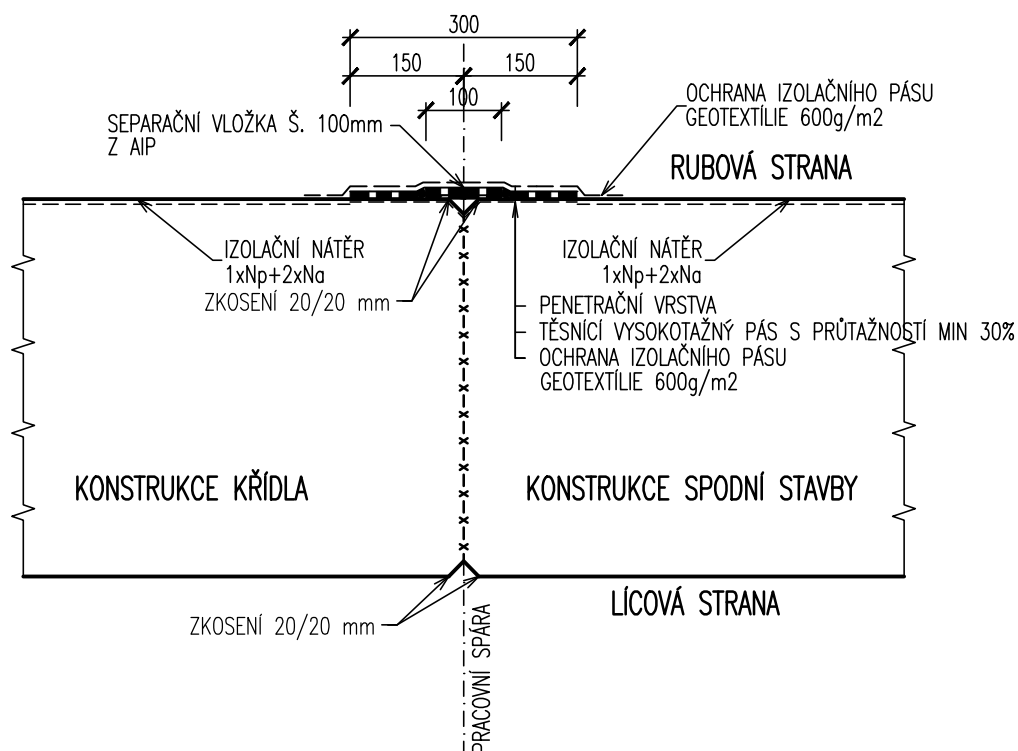 300
150
150
100
SEPARAČNÍ VLOŽKA Š. 100mm
Z AIP
OCHRANA IZOLAČNÍHO PÁSU
GEOTEXTÍLIE 600g/m2
RUBOVÁ STRANA
IZOLAČNÍ NÁTĚR
1xNp+2xNa
ZKOSENÍ 20/20 mm
IZOLAČNÍ NÁTĚR
1xNp+2xNa
PENETRAČNÍ VRSTVA
TĚSNÍCÍ VYSOKOTAŽNÝ PÁS S PRŮTAŽNOSTÍ MIN 30%
OCHRANA IZOLAČNÍHO PÁSU
GEOTEXTÍLIE 600g/m2
KONSTRUKCE KŘÍDLA
KONSTRUKCE SPODNÍ STAVBY
ZKOSENÍ 20/20 mm
LÍCOVÁ STRANA
PRACOVNÍ SPÁRA